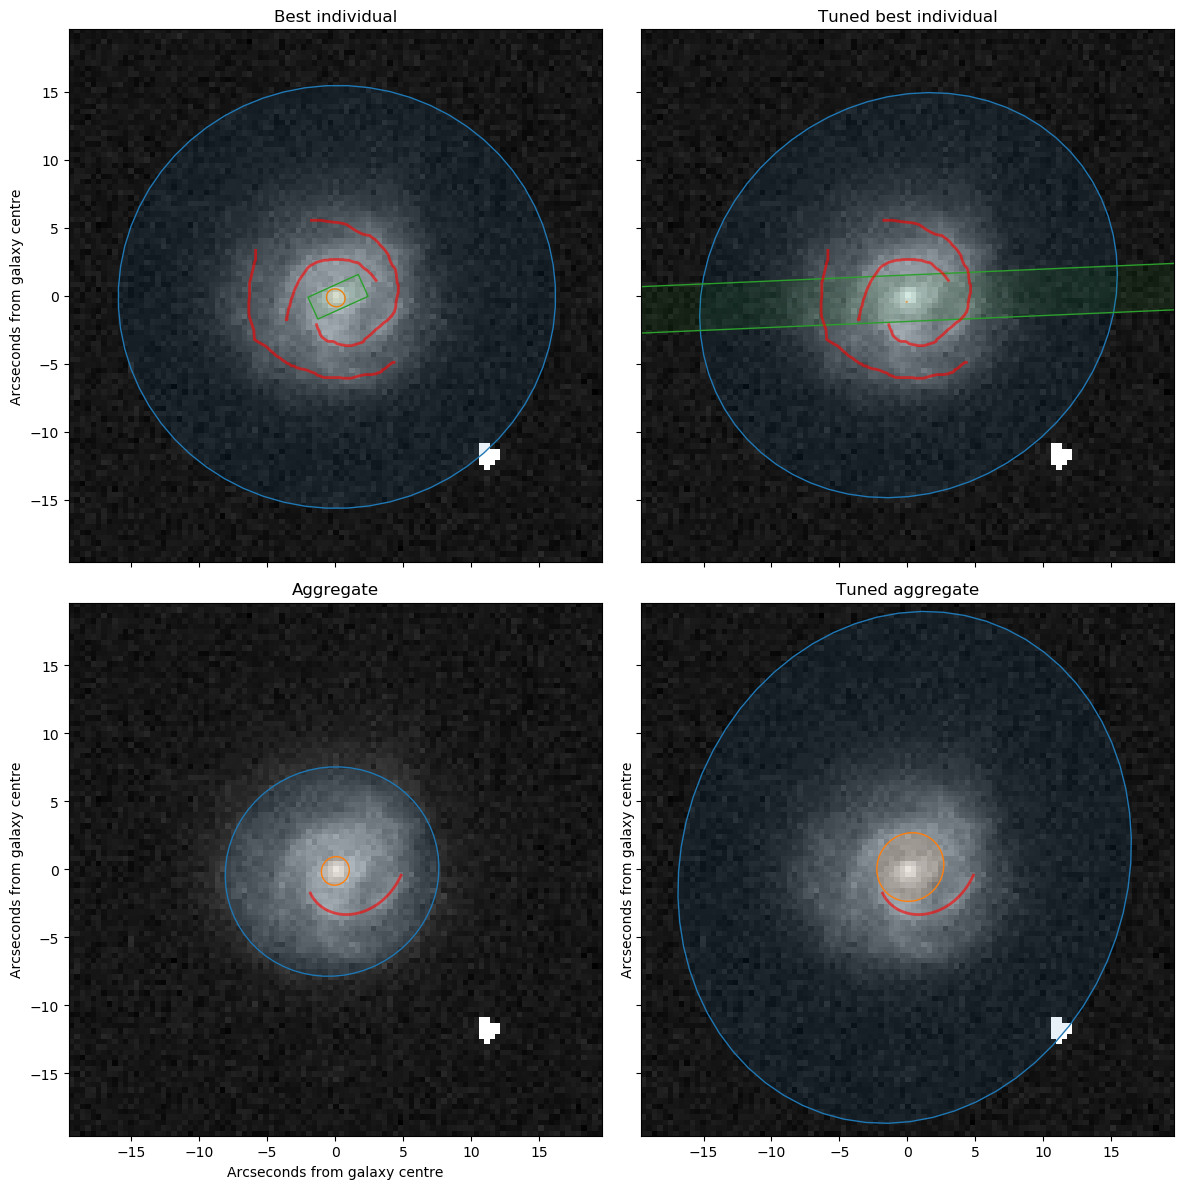 Best individual
Tuned best individual
15
10
5
0
−5
−10
−15
Arcseconds from galaxy centre
Aggregate
Tuned aggregate
15
10
5
0
−5
−10
−15
Arcseconds from galaxy centre
Arcseconds from galaxy centre
−15 −10 −5 0 5 10 15
−15 −10 −5 0 5 10 15
Arcseconds from galaxy centre